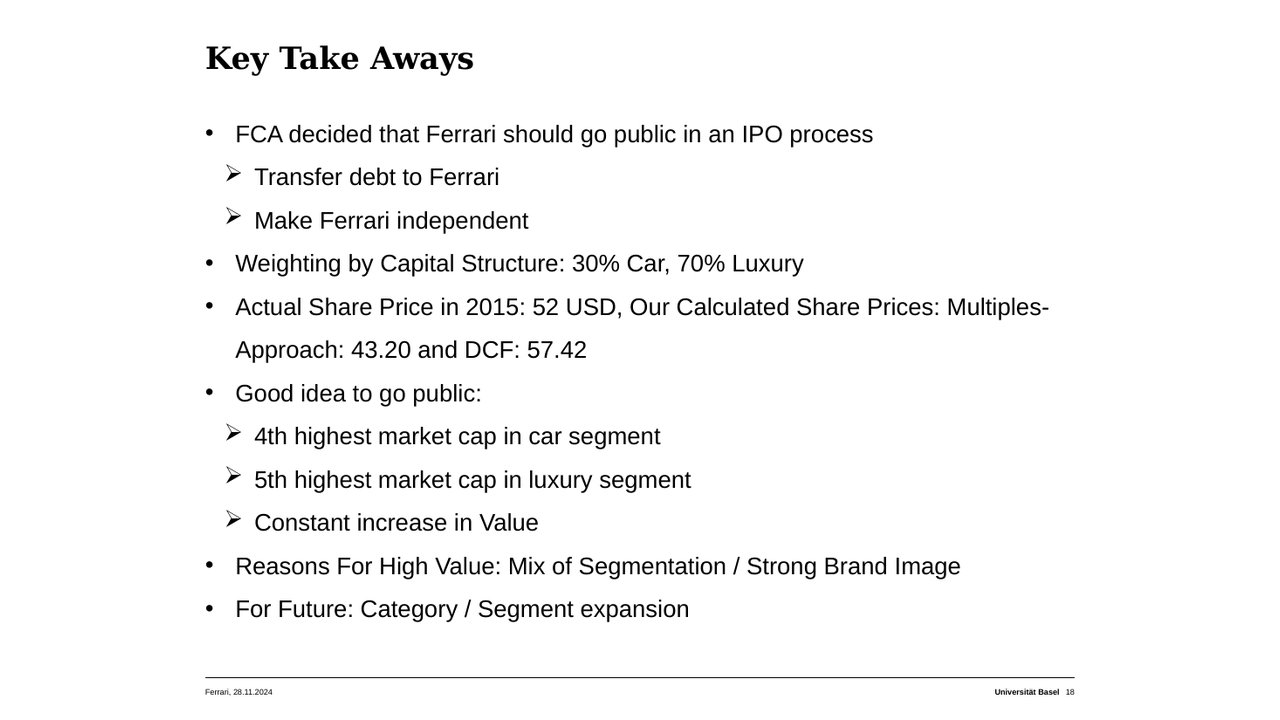 Key Take Aways
• FCA decided that Ferrari should go public in an IPO process
➢ Transfer debt to Ferrari
➢ Make Ferrari independent
• Weighting by Capital Structure: 30% Car, 70% Luxury
• Actual Share Price in 2015: 52 USD, Our Calculated Share Prices: Multiples-
Approach: 43.20 and DCF: 57.42
• Good idea to go public:
➢ 4th highest market cap in car segment
➢ 5th highest market cap in luxury segment
➢ Constant increase in Value
• Reasons For High Value: Mix of Segmentation / Strong Brand Image
• For Future: Category / Segment expansion
Ferrari, 28.11.2024 Universität Basel 18